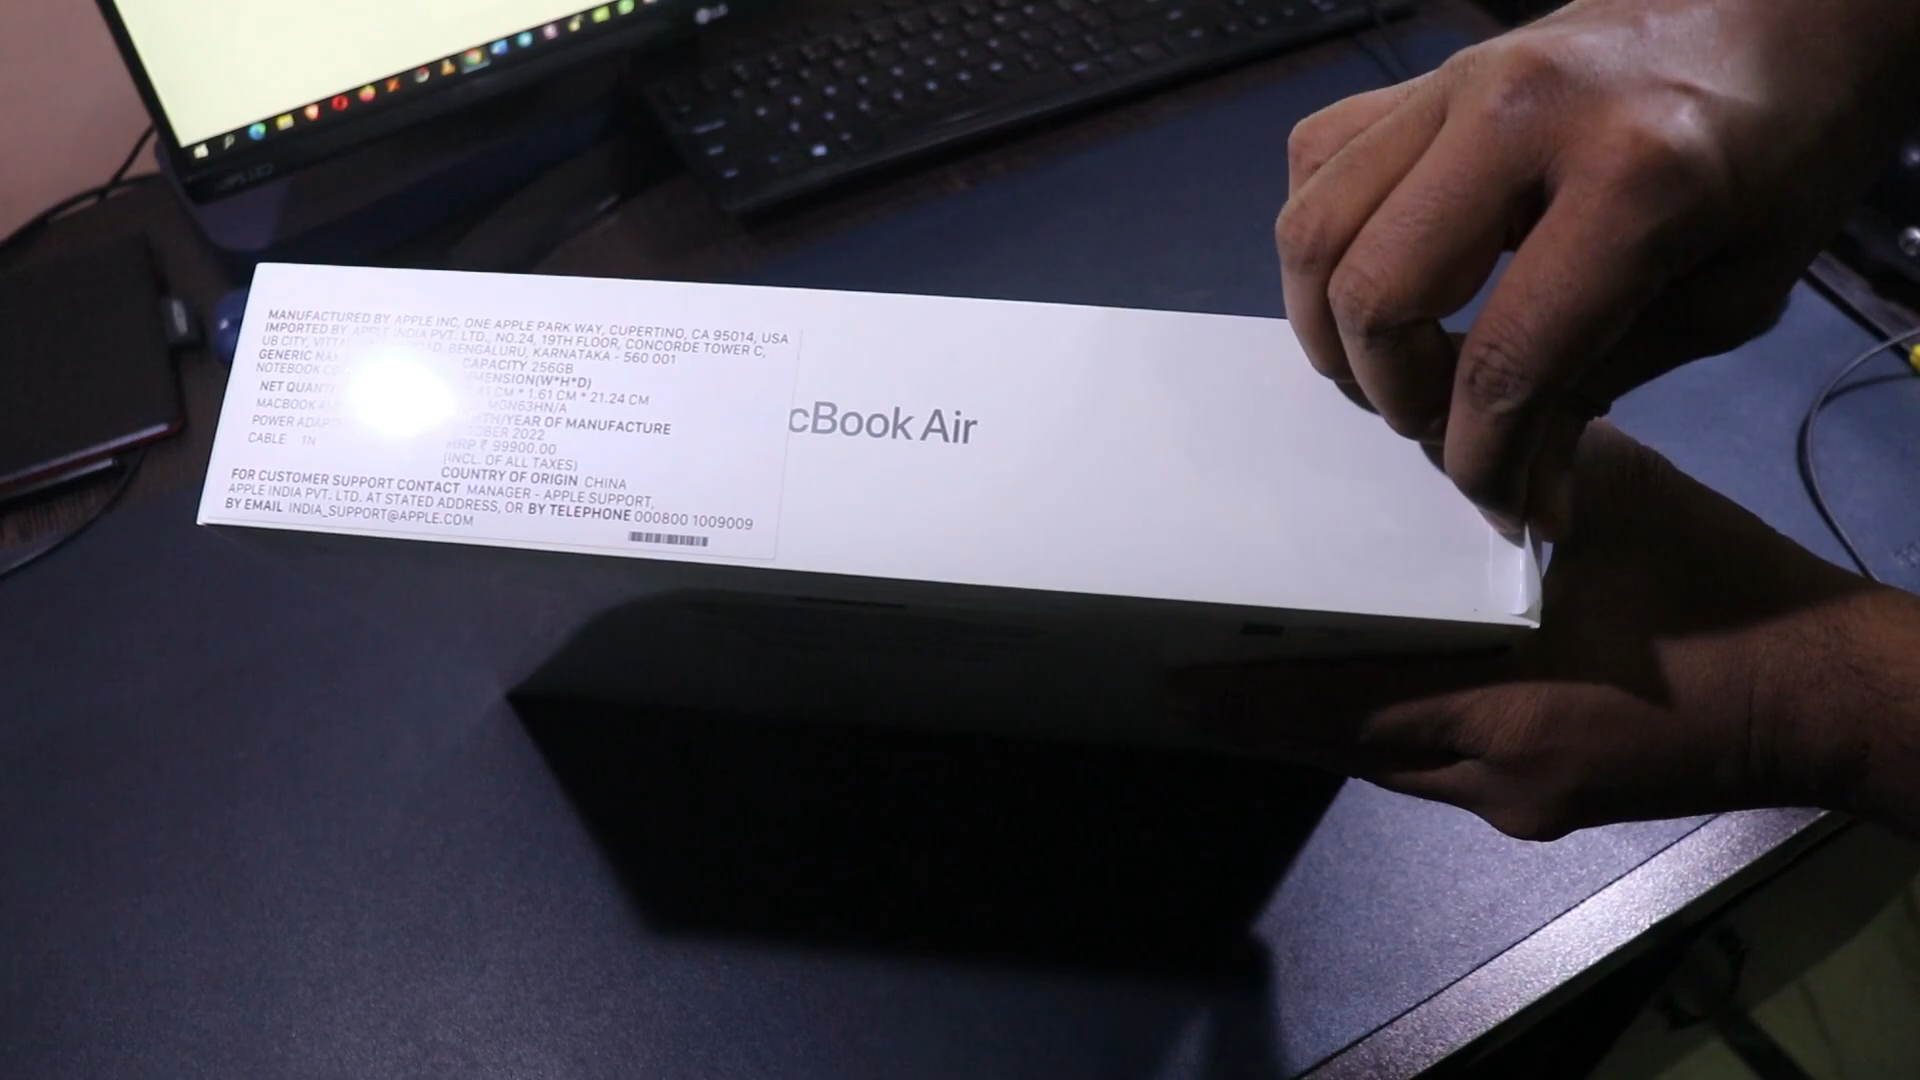 LG
MANUFACTURED BY APPLE INC, ONE APPLE PARK WAY, CUPERTINO, CA 95014, USA
IMPORTED BY APPLE INDIA PVT. LTD., NO.24, 19TH FLOOR, CONCORDE TOWER C,
UB CITY, BENGALURU, KARNATAKA - 560 001
GENERIC CAPACITY 256GB
NOTEBOOK (W*H*D)
NET CM * 1.61 CM * 21.24 CM
MACBOOK MGN63HN/A
POWER /YEAR OF MANUFACTURE
CABLE 1N 2022
MRP ₹ 99900.00
(INCL. OF ALL TAXES)
COUNTRY OF ORIGIN CHINA
FOR CUSTOMER SUPPORT CONTACT MANAGER - APPLE SUPPORT,
APPLE INDIA PVT. LTD. AT STATED ADDRESS, OR BY TELEPHONE 000800 1009009
BY EMAIL INDIA_SUPPORT@APPLE.COM
cBook Air